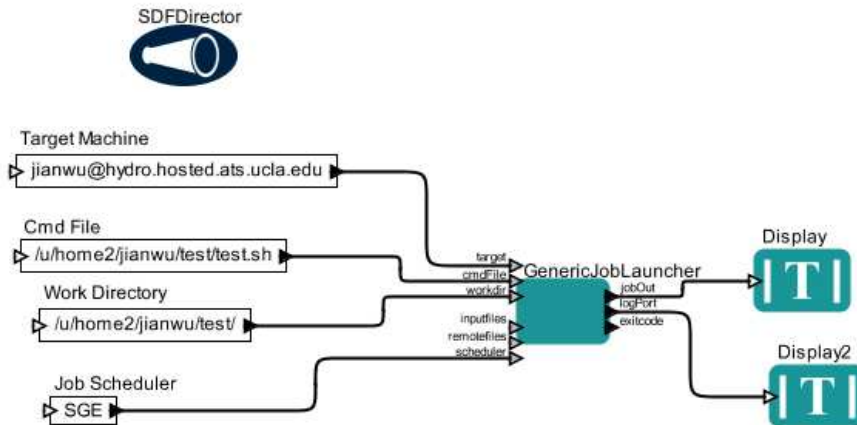 SDFDirector
Target Machine
jianwu@hydro.hosted.ats.ucla.edu
Cmd File
/u/home2/jianwu/test/test.sh
Work Directory
/u/home2/jianwu/test/
Job Scheduler
SGE
target
cmdFile
workdir
inputfiles
remotefiles
scheduler
GenericJobLauncher
jobOut
logPort
exitcode
Display
T
Display2
T